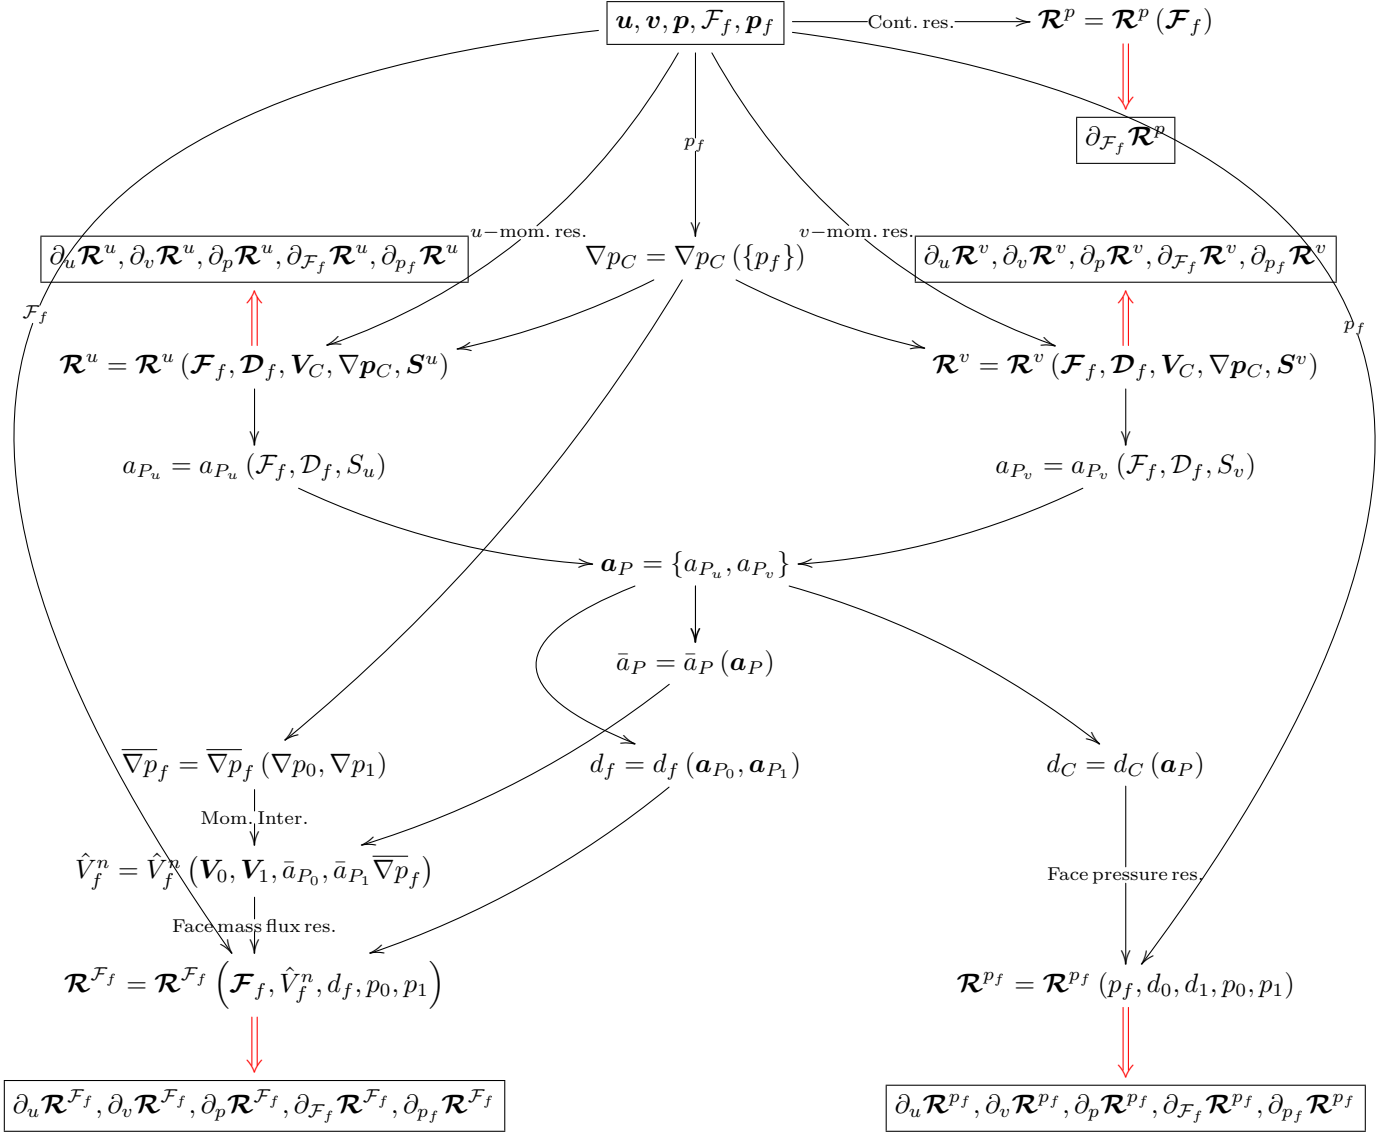 𝒖, 𝒗, 𝒑, ℱ_f, 𝒑_f
Cont. res.
𝓡^p = 𝓡^p (𝓕_f)
∂_{ℱ_f} 𝓡^p
p_f
u−mom. res.
v−mom. res.
∂_u 𝓡^u, ∂_v 𝓡^u, ∂_p 𝓡^u, ∂_{ℱ_f} 𝓡^u, ∂_{p_f} 𝓡^u
∇p_C = ∇p_C ({p_f})
∂_u 𝓡^v, ∂_v 𝓡^v, ∂_p 𝓡^v, ∂_{ℱ_f} 𝓡^v, ∂_{p_f} 𝓡^v
ℱ_f
p_f
𝓡^u = 𝓡^u (𝓕_f, 𝓓_f, 𝑽_C, ∇𝒑_C, 𝑺^u)
𝓡^v = 𝓡^v (𝓕_f, 𝓓_f, 𝑽_C, ∇𝒑_C, 𝑺^v)
a_{P_u} = a_{P_u} (ℱ_f, 𝒟_f, S_u)
a_{P_v} = a_{P_v} (ℱ_f, 𝒟_f, S_v)
𝒂_P = {a_{P_u}, a_{P_v}}
ā_P = ā_P (𝒂_P)
\overline{∇p}_f = \overline{∇p}_f (∇p_0, ∇p_1)
d_f = d_f (𝒂_{P_0}, 𝒂_{P_1})
d_C = d_C (𝒂_P)
Mom. Inter.
\hat{V}_f^n = \hat{V}_f^n (𝑽_0, 𝑽_1, ā_{P_0}, ā_{P_1} \overline{∇p}_f)
Face pressure res.
Face mass flux res.
𝓡^{ℱ_f} = 𝓡^{ℱ_f} (𝓕_f, \hat{V}_f^n, d_f, p_0, p_1)
𝓡^{p_f} = 𝓡^{p_f} (p_f, d_0, d_1, p_0, p_1)
∂_u 𝓡^{ℱ_f}, ∂_v 𝓡^{ℱ_f}, ∂_p 𝓡^{ℱ_f}, ∂_{ℱ_f} 𝓡^{ℱ_f}, ∂_{p_f} 𝓡^{ℱ_f}
∂_u 𝓡^{p_f}, ∂_v 𝓡^{p_f}, ∂_p 𝓡^{p_f}, ∂_{ℱ_f} 𝓡^{p_f}, ∂_{p_f} 𝓡^{p_f}